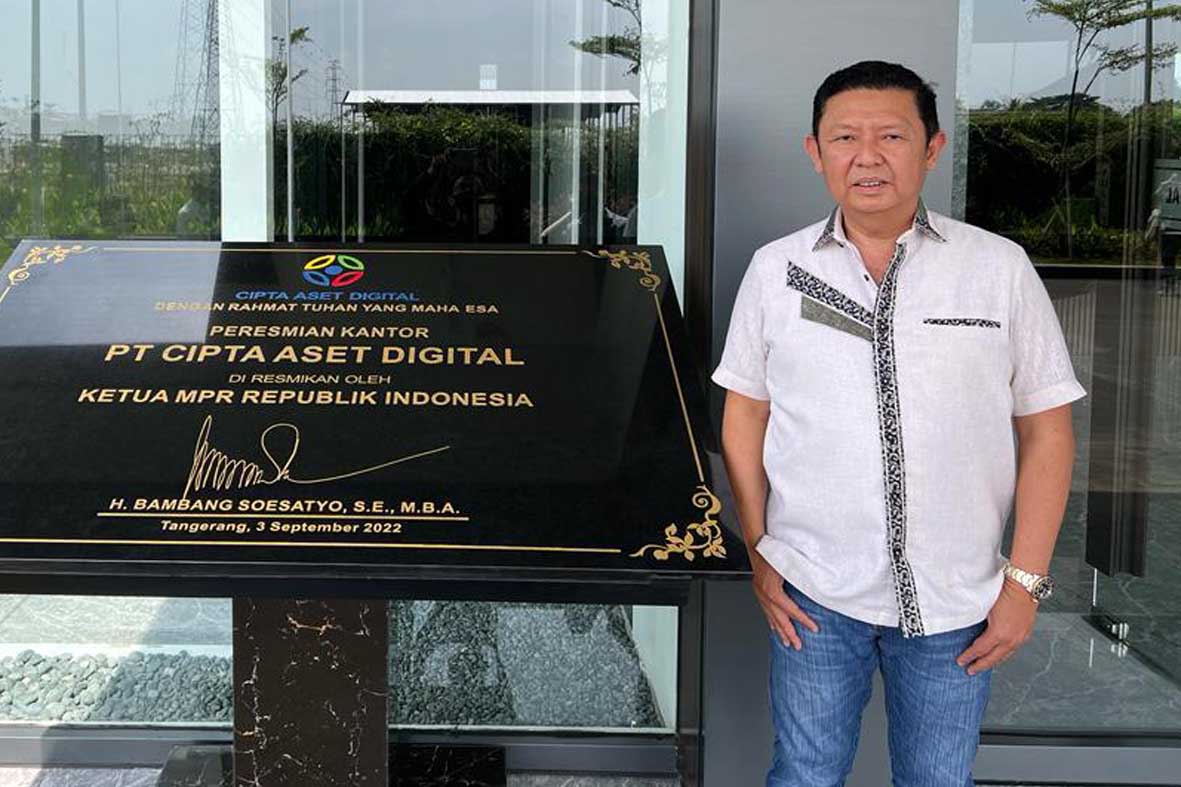 CIPTA ASET DIGITAL
DENGAN RAHMAT TUHAN YANG MAHA ESA
PERESMIAN KANTOR
PT CIPTA ASET DIGITAL
DI RESMIKAN OLEH
KETUA MPR REPUBLIK INDONESIA
H. BAMBANG SOESATYO, S.E., M.B.A.
Tangerang, 3 September 2022